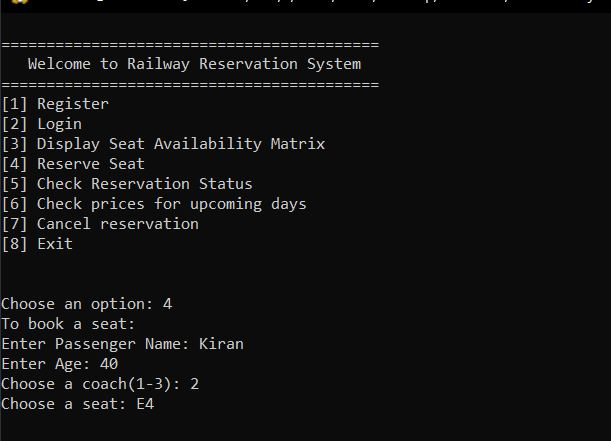 ==========================================
Welcome to Railway Reservation System
==========================================
[1] Register
[2] Login
[3] Display Seat Availability Matrix
[4] Reserve Seat
[5] Check Reservation Status
[6] Check prices for upcoming days
[7] Cancel reservation
[8] Exit
Choose an option: 4
To book a seat:
Enter Passenger Name: Kiran
Enter Age: 40
Choose a coach(1-3): 2
Choose a seat: E4